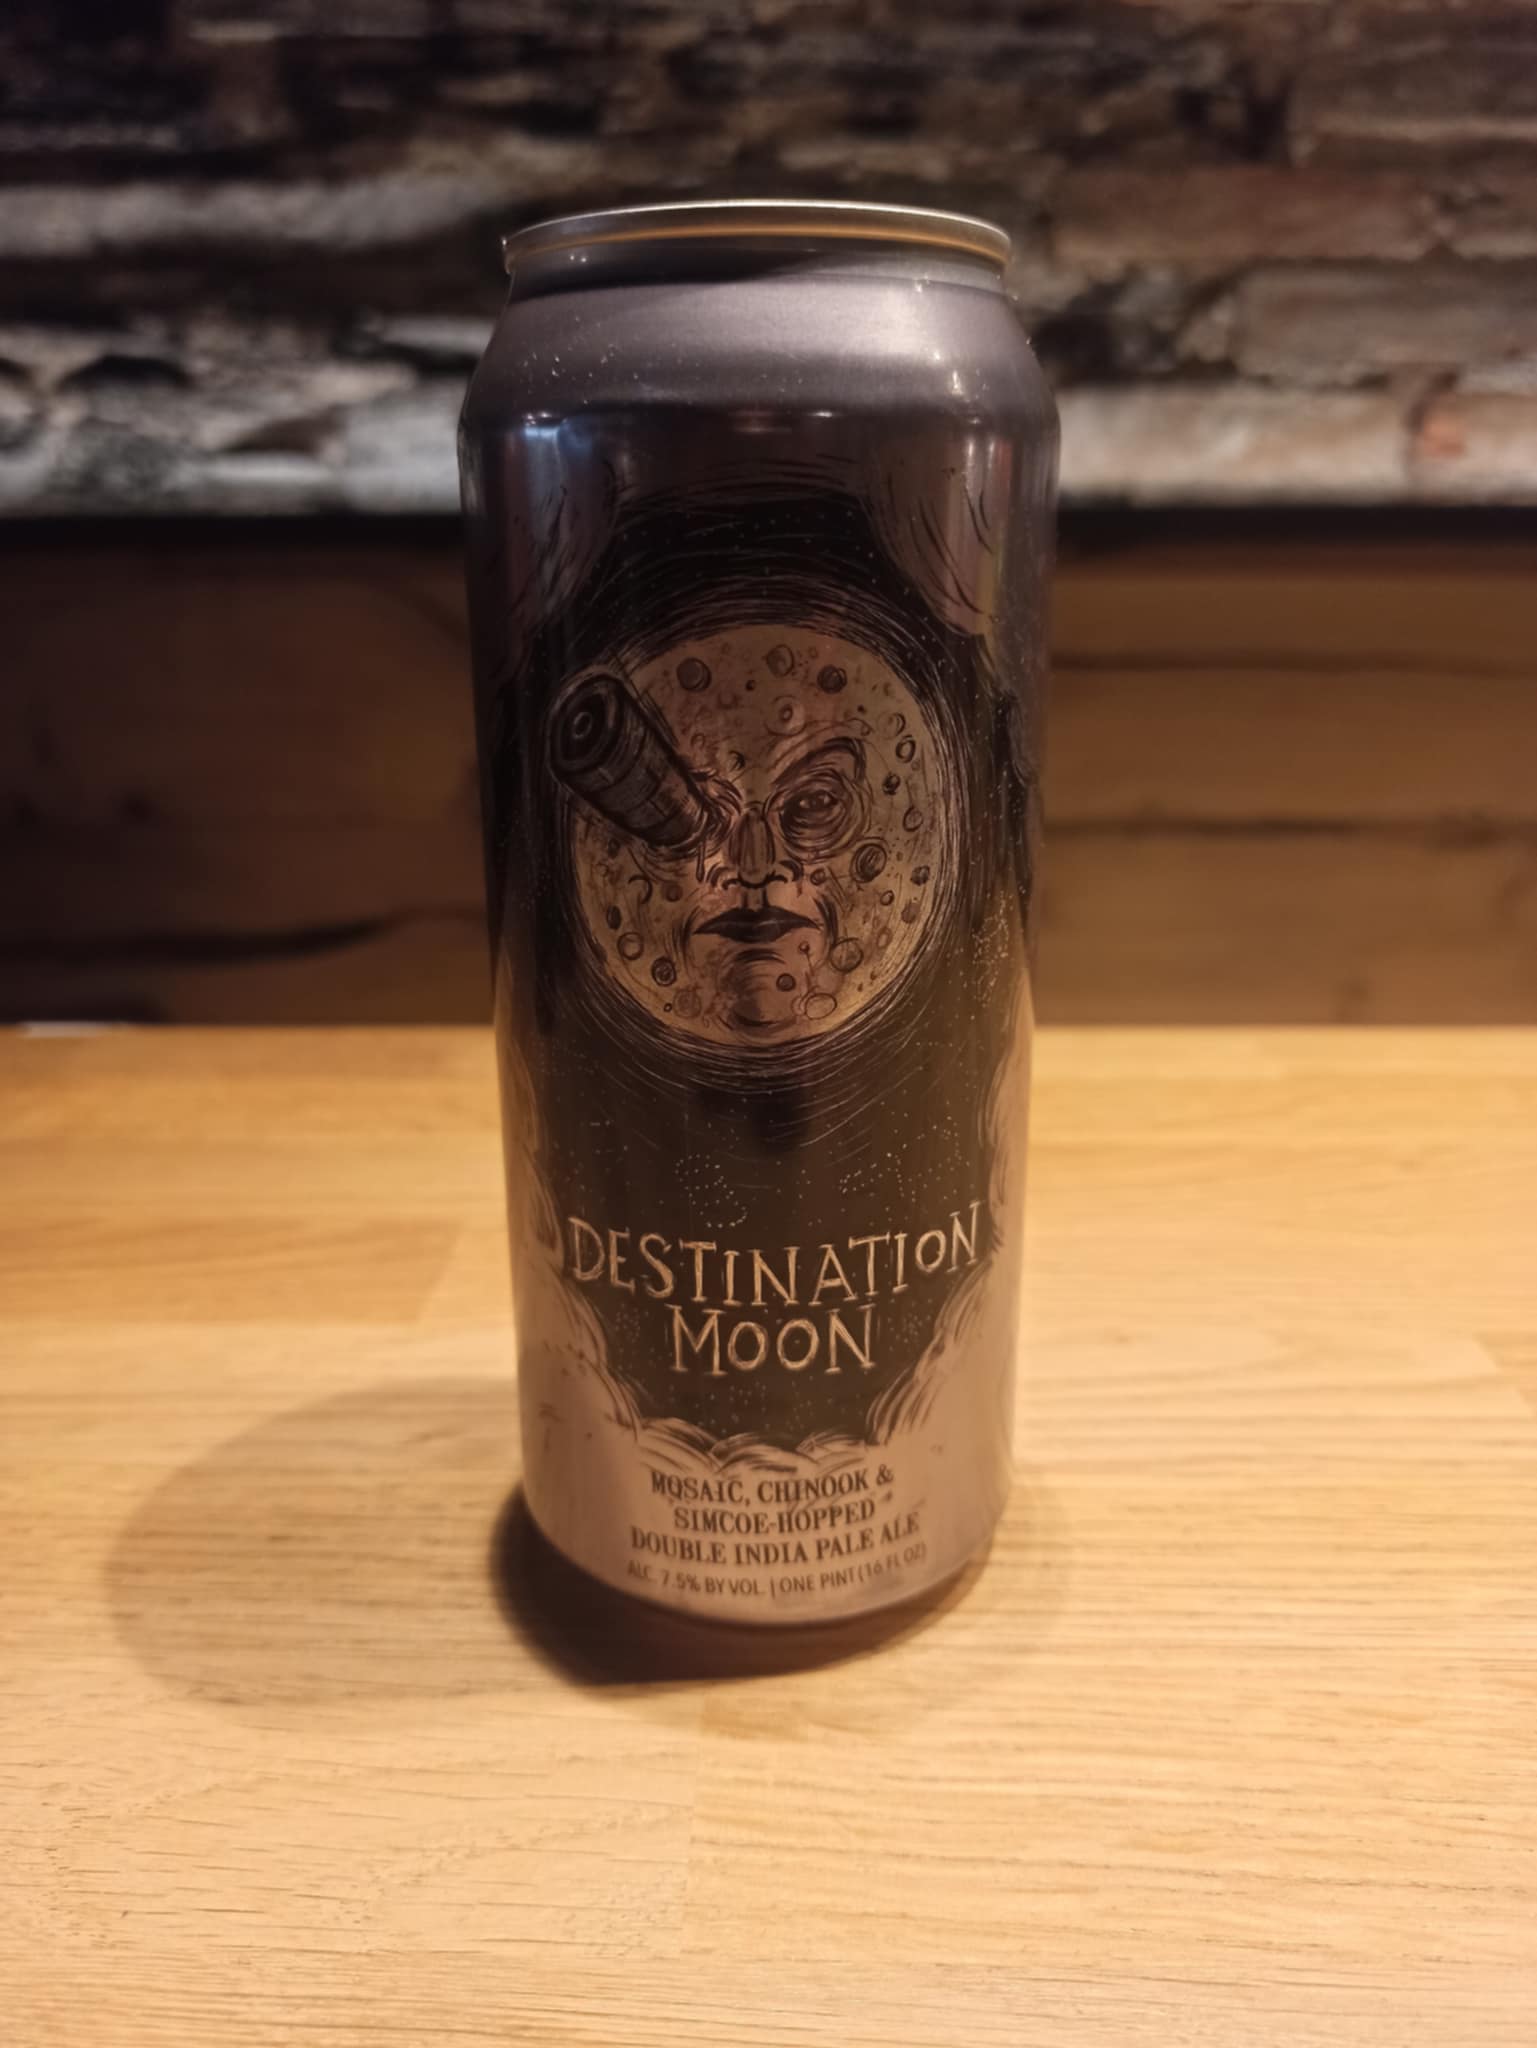 DESTINATION
MOON
MOSAIC, CHINOOK &
SIMCOE-HOPPED
DOUBLE INDIA PALE ALE
ALC. 7.5% BY VOL. | ONE PINT (16 FL OZ)